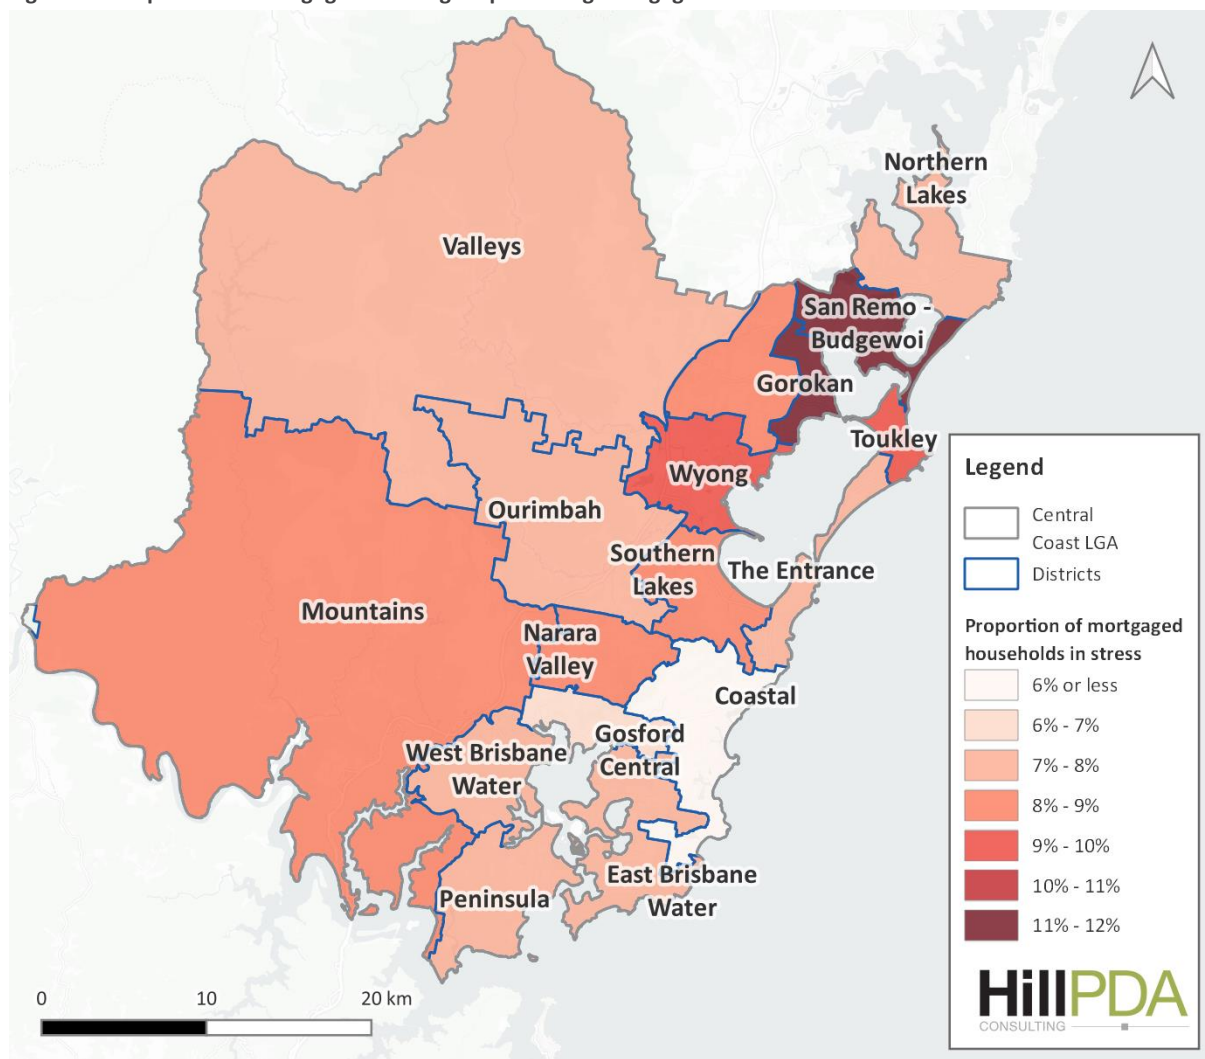 Northern
Lakes
Valleys
San Remo -
Budgewoi
Gorokan
Toukley
Wyong
Ourimbah
Southern
Lakes
The Entrance
Mountains
Narara
Valley
Coastal
Gosford
Central
West Brisbane
Water
East Brisbane
Water
Peninsula
0 10 20 km
Legend
Central
Coast LGA
Districts
Proportion of mortgaged
households in stress
6% or less
6% - 7%
7% - 8%
8% - 9%
9% - 10%
10% - 11%
11% - 12%
HillPDA
CONSULTING